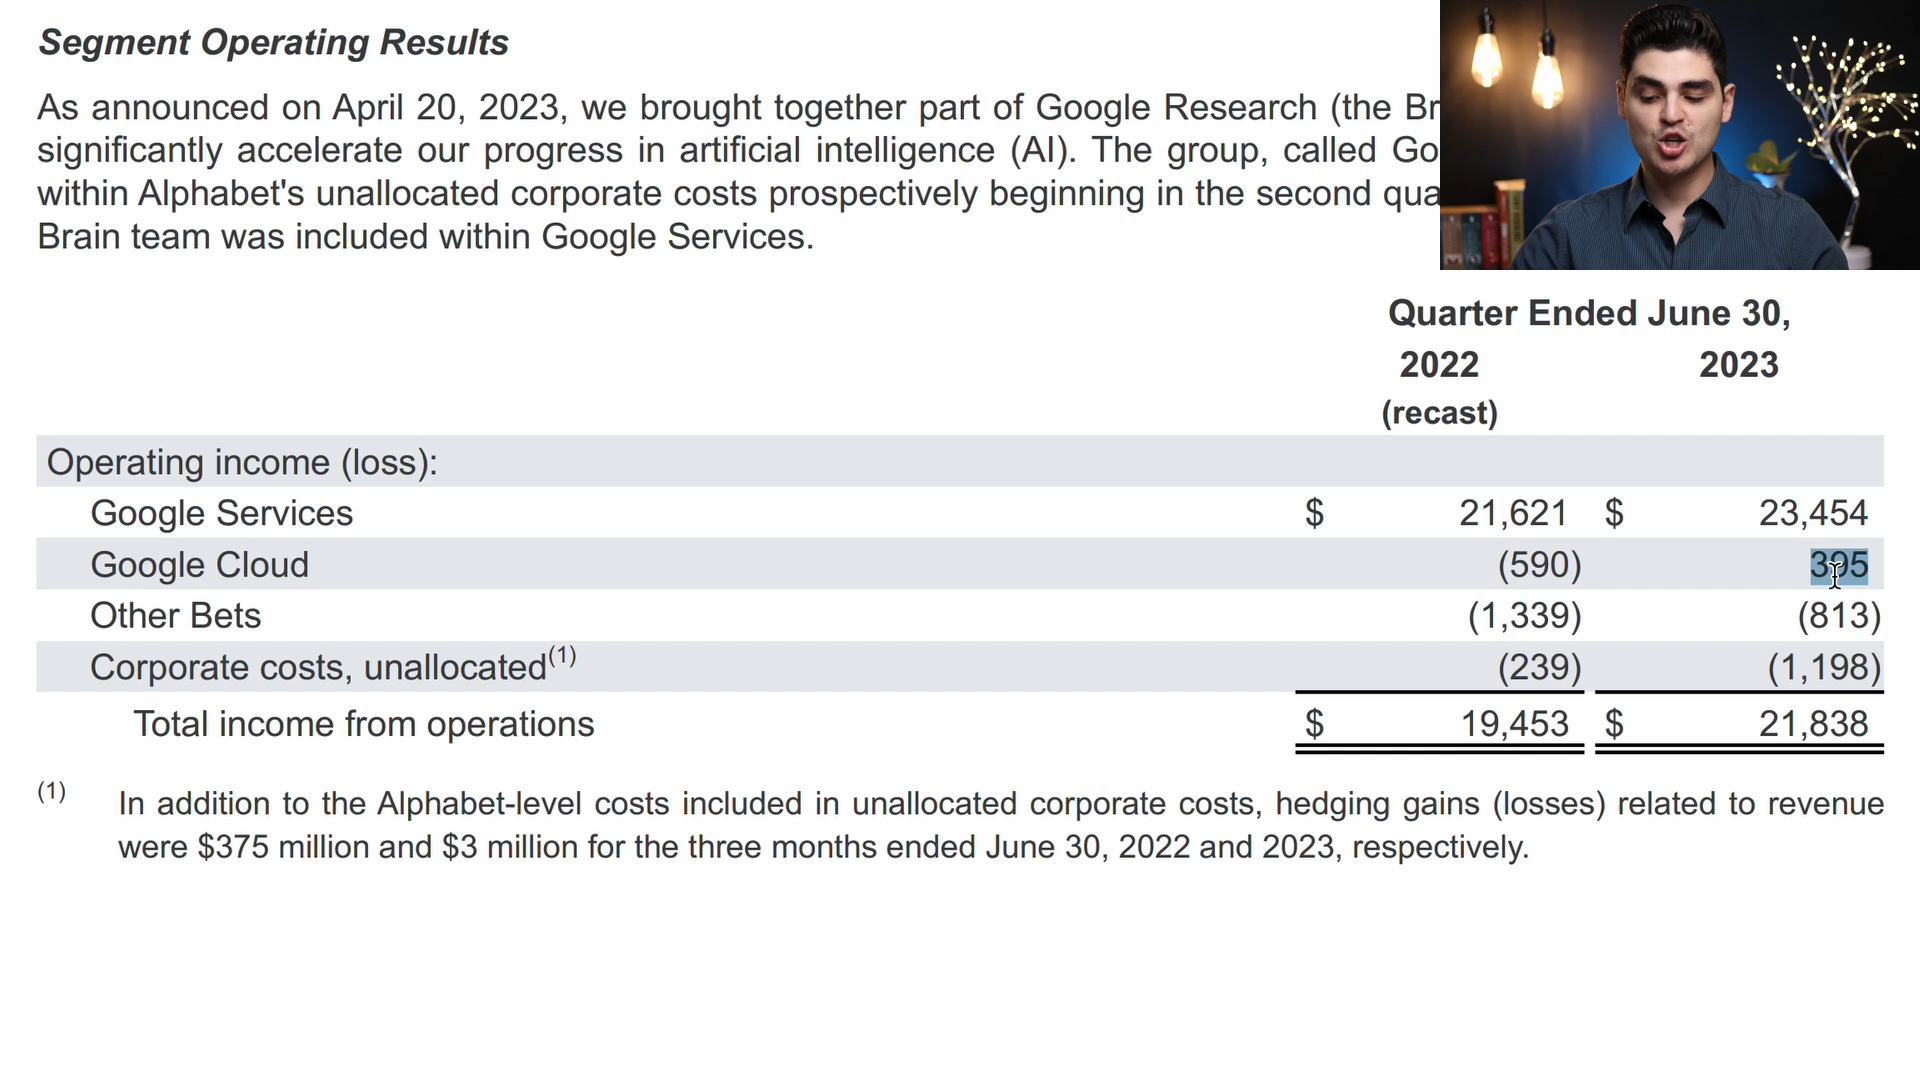 Segment Operating Results
As announced on April 20, 2023, we brought together part of Google Research (the
significantly accelerate our progress in artificial intelligence (AI). The group, called
within Alphabet's unallocated corporate costs prospectively beginning in the second
Brain team was included within Google Services.
Quarter Ended June 30,
2022 2023
(recast)
Operating income (loss):
Google Services $ 21,621 $ 23,454
Google Cloud (590) 395
Other Bets (1,339) (813)
Corporate costs, unallocated(1) (239) (1,198)
Total income from operations $ 19,453 $ 21,838
(1) In addition to the Alphabet-level costs included in unallocated corporate costs, hedging gains (losses) related to revenue
were $375 million and $3 million for the three months ended June 30, 2022 and 2023, respectively.